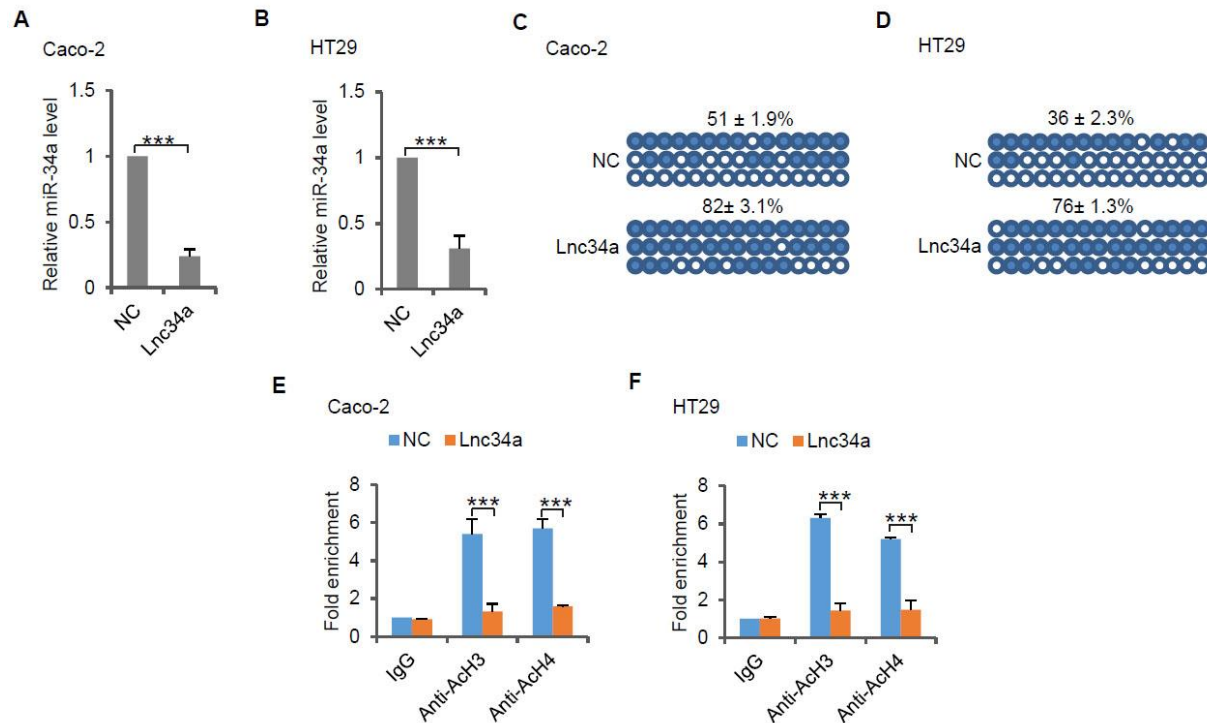 A
Caco-2
Relative miR-34a level
1.5
1
0.5
0
***
NC
Lnc34a
B
HT29
Relative miR-34a level
1.5
1
0.5
0
***
NC
Lnc34a
C
Caco-2
51 ± 1.9%
NC
82± 3.1%
Lnc34a
D
HT29
36 ± 2.3%
NC
76± 1.3%
Lnc34a
E
Caco-2
NC Lnc34a
Fold enrichment
8
6
4
2
0
*** ***
IgG
Anti-AcH3
Anti-AcH4
F
HT29
NC Lnc34a
Fold enrichment
8
6
4
2
0
*** ***
IgG
Anti-AcH3
Anti-AcH4